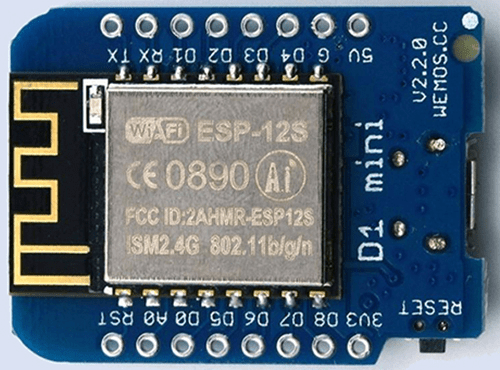 TX RX D1 D2 D3 D4 G 5V
WiAFi ESP-12S
CE 0890 Ai
FCC ID:2AHMR-ESP12S
ISM2.4G 802.11b/g/n
RST A0 D0 D5 D6 D7 D8 3V3
D1 mini
V2.2.0
WEMOS.CC
RESET